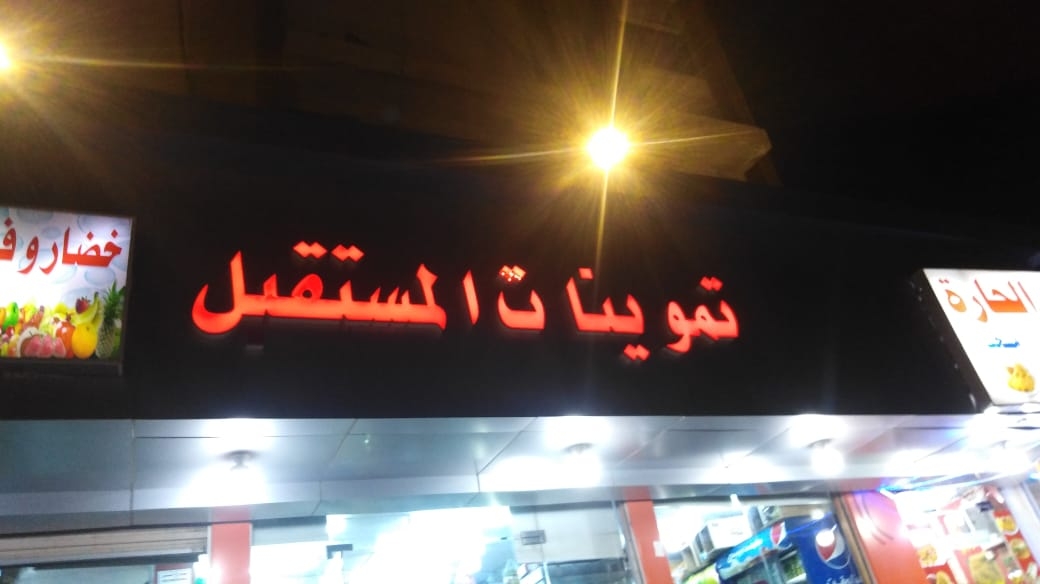 تموينات المستقبل
خضار وف
الحارة